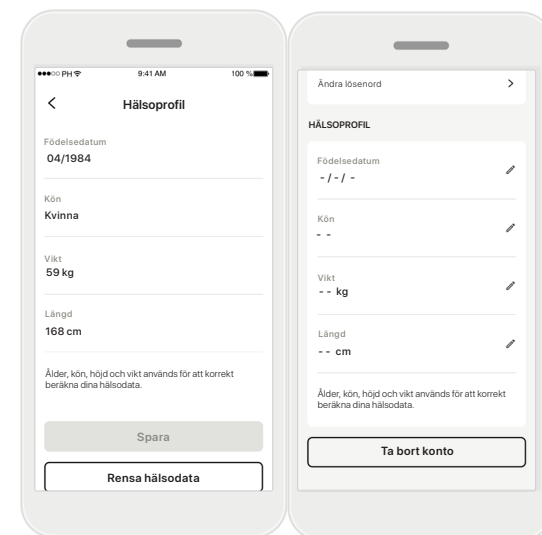 PH
9:41 AM
100 %
Hälsoprofil
Födelsedatum
04/1984
Kön
Kvinna
Vikt
59 kg
Längd
168 cm
Ålder, kön, höjd och vikt används för att korrekt
beräkna dina hälsodata.
Spara
Rensa hälsodata
Ändra lösenord
HÄLSOPROFIL
Födelsedatum
- / - / -
Kön
- -
Vikt
- - kg
Längd
- - cm
Ålder, kön, höjd och vikt används för att korrekt
beräkna dina hälsodata.
Ta bort konto